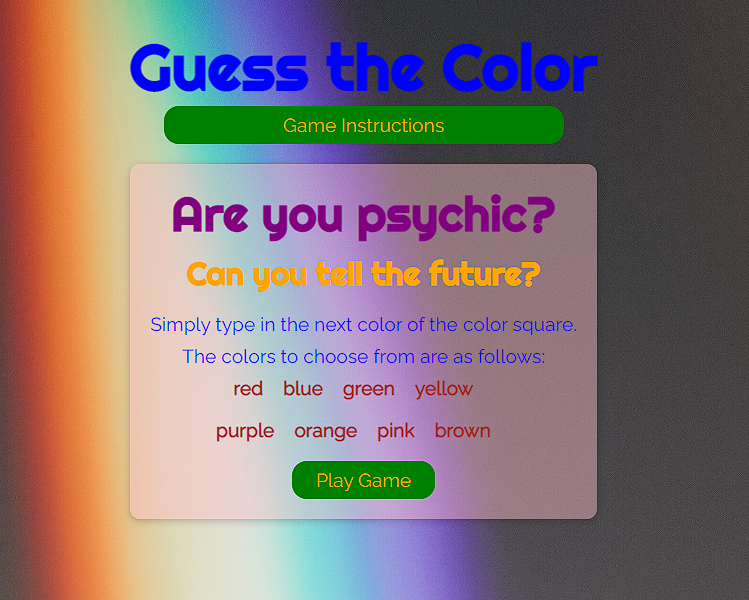 Guess the Color
Game Instructions
Are you psychic?
Can you tell the future?
Simply type in the next color of the color square.
The colors to choose from are as follows:
red blue green yellow
purple orange pink brown
Play Game